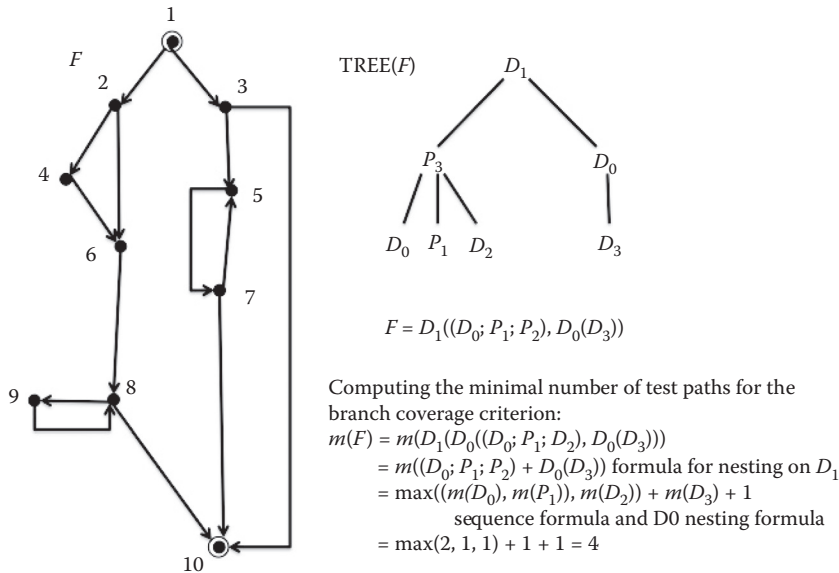 1
F
2
3
4
5
6
7
8
9
10
TREE(F)
D₁
P₃
D₀
D₀ P₁ D₂
D₃
F = D₁((D₀; P₁; P₂), D₀(D₃))
Computing the minimal number of test paths for the
branch coverage criterion:
m(F) = m(D₁(D₀((D₀; P₁; D₂), D₀(D₃)))
= m((D₀; P₁; P₂) + D₀(D₃)) formula for nesting on D₁
= max((m(D₀), m(P₁)), m(D₂)) + m(D₃) + 1
sequence formula and D0 nesting formula
= max(2, 1, 1) + 1 + 1 = 4